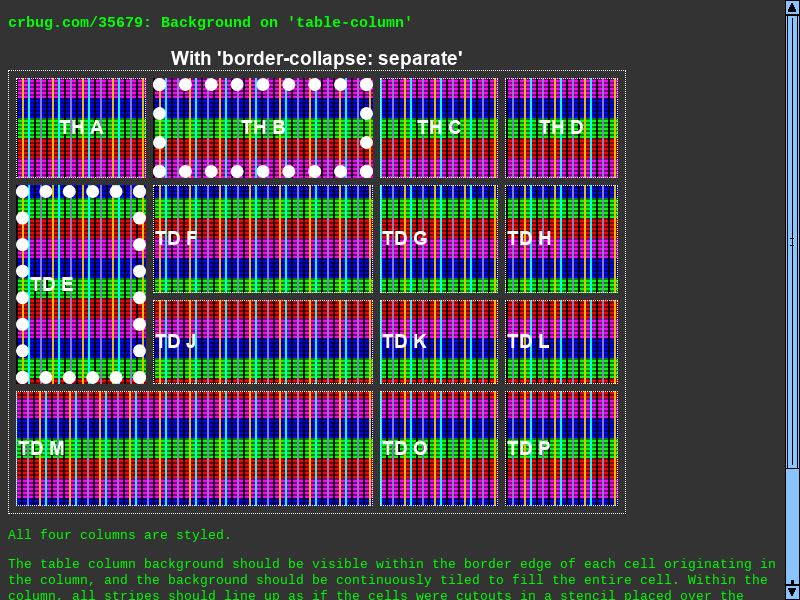 crbug.com/35679: Background on 'table-column'
With 'border-collapse: separate'
TH A TH B TH C TH D
TD E TD F TD G TD H
TD J TD K TD L
TD M TD O TD P
All four columns are styled.
The table column background should be visible within the border edge of each cell originating in
the column, and the background should be continuously tiled to fill the entire cell. Within the
column, all stripes should line up as if the cells were cutouts in a stencil placed over the